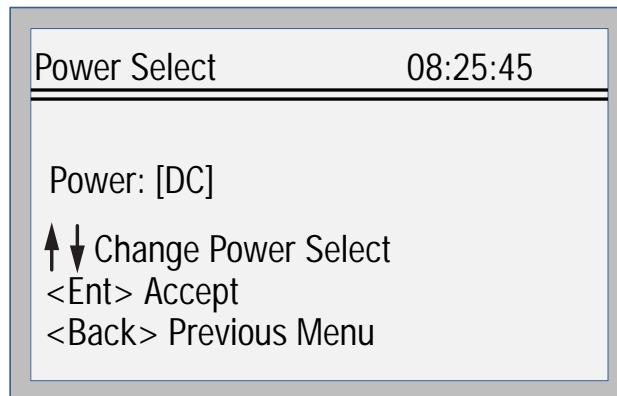 Power Select 08:25:45
Power: [DC]
Change Power Select
<Ent> Accept
<Back> Previous Menu